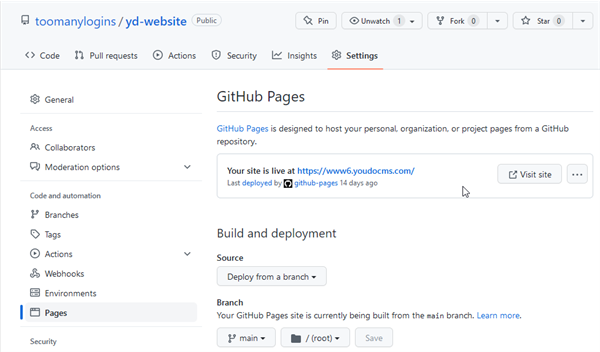 toomanylogins / yd-website Public Pin Unwatch 1 Fork 0 Star 0
Code Pull requests Actions Security Insights Settings
General
Access
Collaborators
Moderation options
Code and automation
Branches
Tags
Actions
Webhooks
Environments
Pages
Security
GitHub Pages
GitHub Pages is designed to host your personal, organization, or project pages from a GitHub
repository.
Your site is live at https://www6.youdocms.com/
Last deployed by github-pages 14 days ago
Visit site
Build and deployment
Source
Deploy from a branch
Branch
Your GitHub Pages site is currently being built from the main branch. Learn more.
main / (root) Save